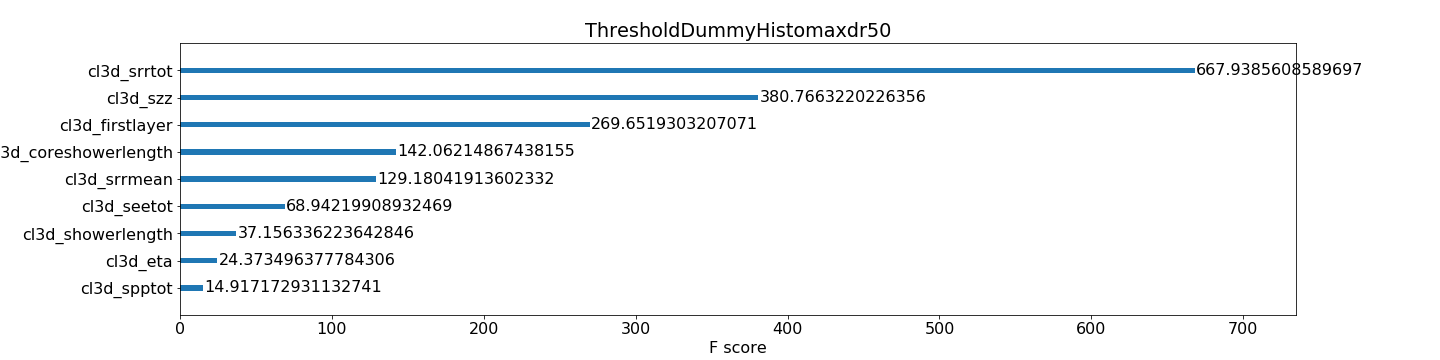 ThresholdDummyHistomaxdr50
cl3d_srrtot 667.9385608589697
cl3d_szz 380.7663220226356
cl3d_firstlayer 269.6519303207071
3d_coreshowerlength 142.06214867438155
cl3d_srrmean 129.18041913602332
cl3d_seetot 68.94219908932469
cl3d_showerlength 37.156336223642846
cl3d_eta 24.373496377784306
cl3d_spptot 14.917172931132741
0 100 200 300 400 500 600 700
F score